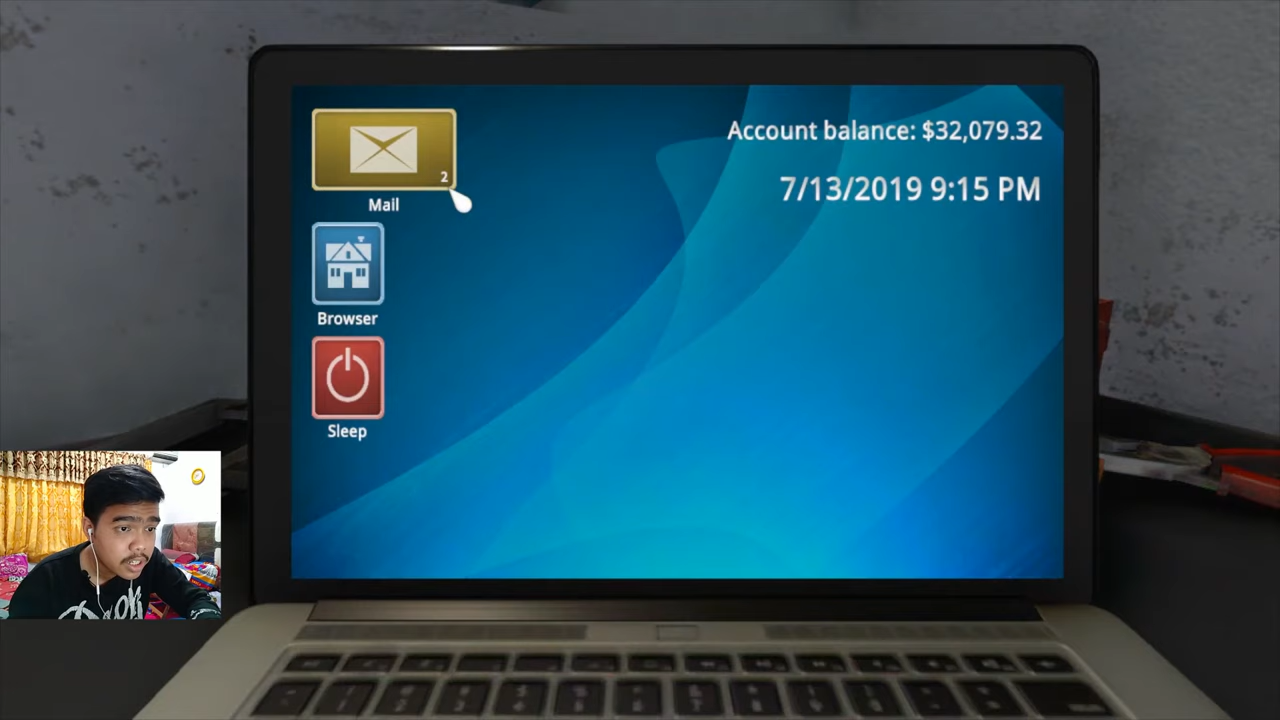 Account balance: $32,079.32
7/13/2019 9:15 PM
2
Mail
Browser
Sleep